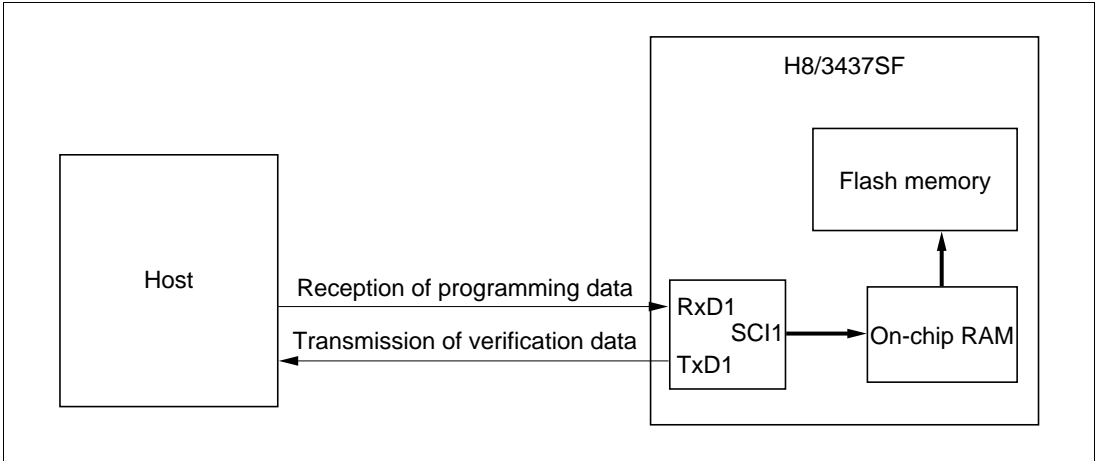 H8/3437SF
Flash memory
Host
Reception of programming data
RxD1
SCI1
On-chip RAM
Transmission of verification data
TxD1